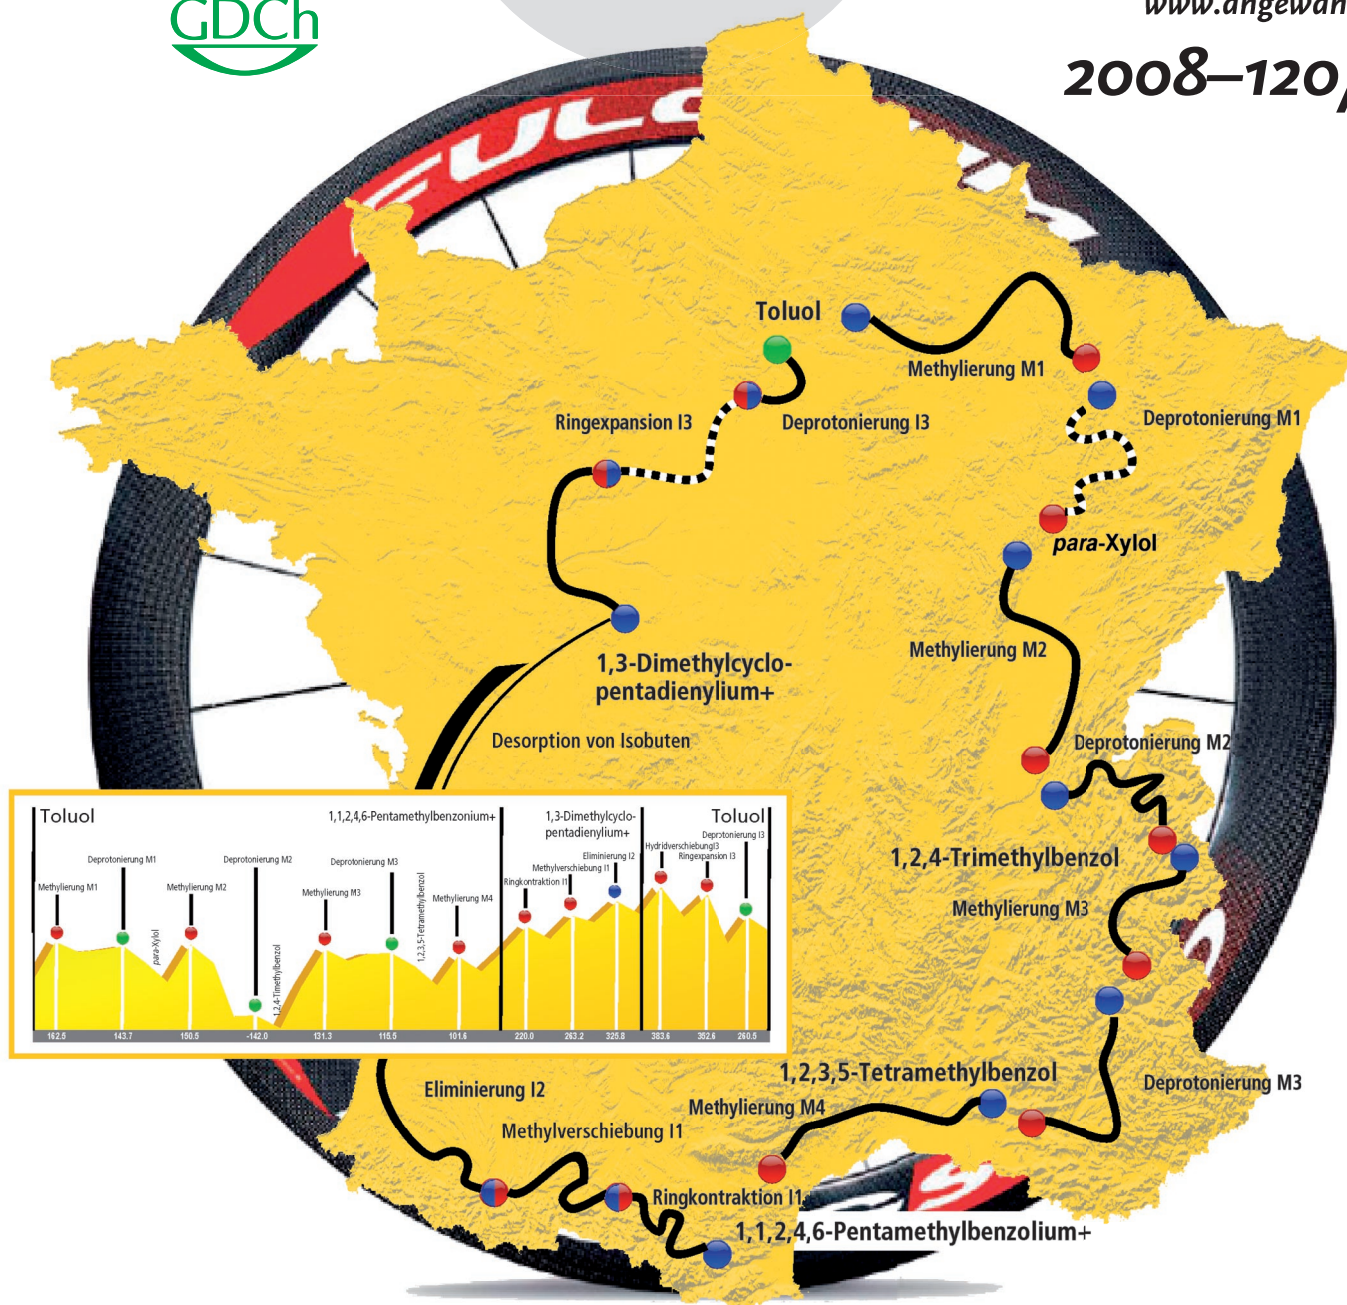 GDCh
www.angewan
2008–120/
FULC
Toluol
Methylierung M1
Ringexpansion I3
Deprotonierung I3
Deprotonierung M1
para-Xylol
Methylierung M2
1,3-Dimethylcyclo-
pentadienylium+
Desorption von Isobuten
Deprotonierung M2
1,2,4-Trimethylbenzol
Methylierung M3
Toluol
1,1,2,4,6-Pentamethylbenzonium+
1,3-Dimethylcyclo-
pentadienylium+
Toluol
Methylierung M1
Deprotonierung M1
para-Xylol
Methylierung M2
Deprotonierung M2
1,2,4-Timethylbenzol
Methylierung M3
Deprotonierung M3
1,2,3,5-Tetramethylbenzol
Methylierung M4
Ringkontraktion I1
Methylverschiebung I1
Eliminierung I2
Hydridverschiebung I3
Ringexpansion I3
Deprotonierung I3
162.5 143.7 150.5 -142.0 131.3 115.5 101.6 220.0 263.2 325.8 383.6 352.6 260.5
1,2,3,5-Tetramethylbenzol
Deprotonierung M3
Eliminierung I2
Methylierung M4
Methylverschiebung I1
Ringkontraktion I1
1,1,2,4,6-Pentamethylbenzolium+